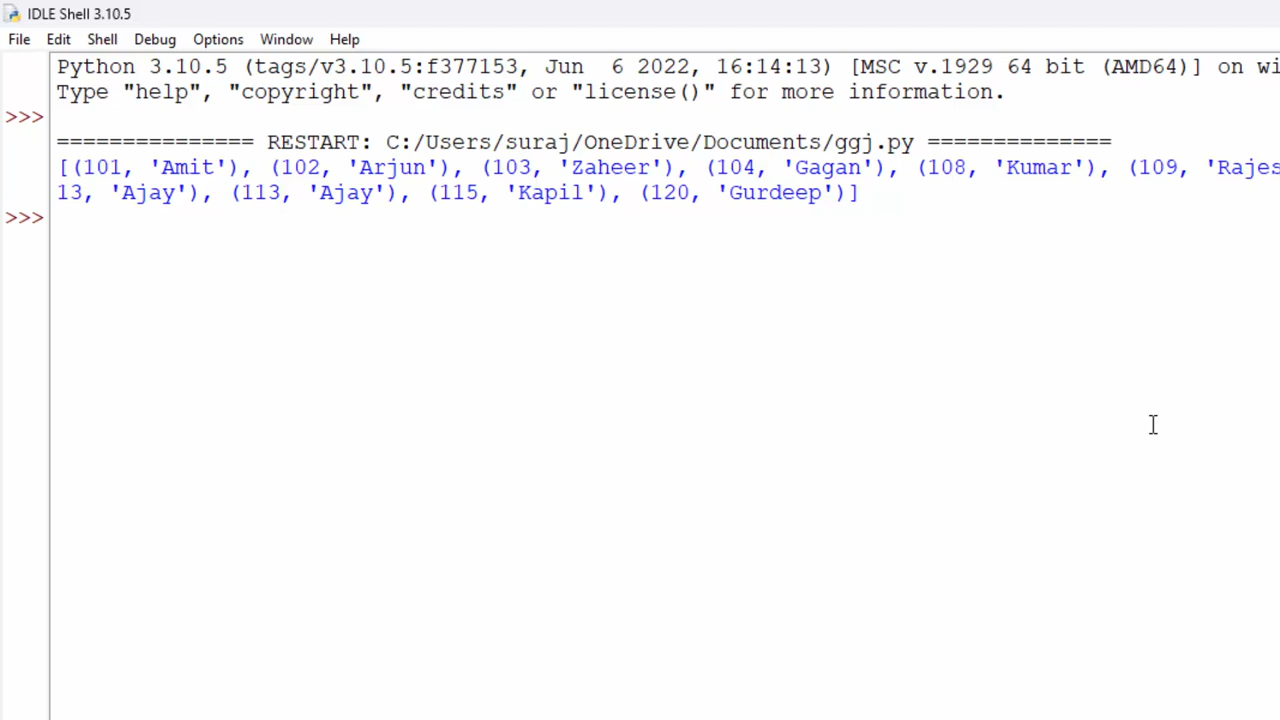 IDLE Shell 3.10.5
File Edit Shell Debug Options Window Help
Python 3.10.5 (tags/v3.10.5:f377153, Jun  6 2022, 16:14:13) [MSC v.1929 64 bit (AMD64)] on
Type "help", "copyright", "credits" or "license()" for more information.
>>>
=============== RESTART: C:/Users/suraj/OneDrive/Documents/ggj.py ==============
[(101, 'Amit'), (102, 'Arjun'), (103, 'Zaheer'), (104, 'Gagan'), (108, 'Kumar'), (109,
13, 'Ajay'), (113, 'Ajay'), (115, 'Kapil'), (120, 'Gurdeep')]
>>>